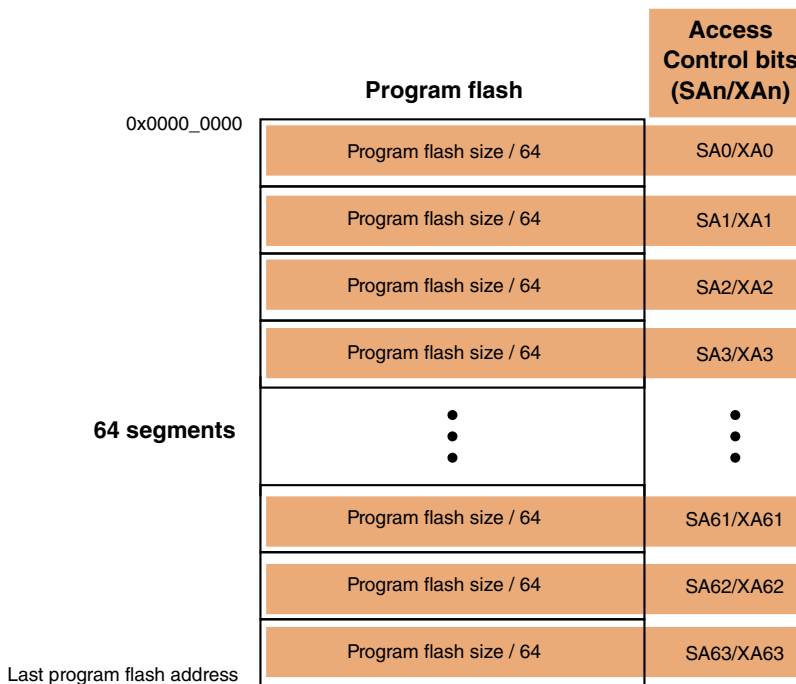 Access
Control bits
(SAn/XAn)
Program flash
0x0000_0000
Program flash size / 64
SA0/XA0
Program flash size / 64
SA1/XA1
Program flash size / 64
SA2/XA2
Program flash size / 64
SA3/XA3
64 segments
Program flash size / 64
SA61/XA61
Program flash size / 64
SA62/XA62
Program flash size / 64
SA63/XA63
Last program flash address